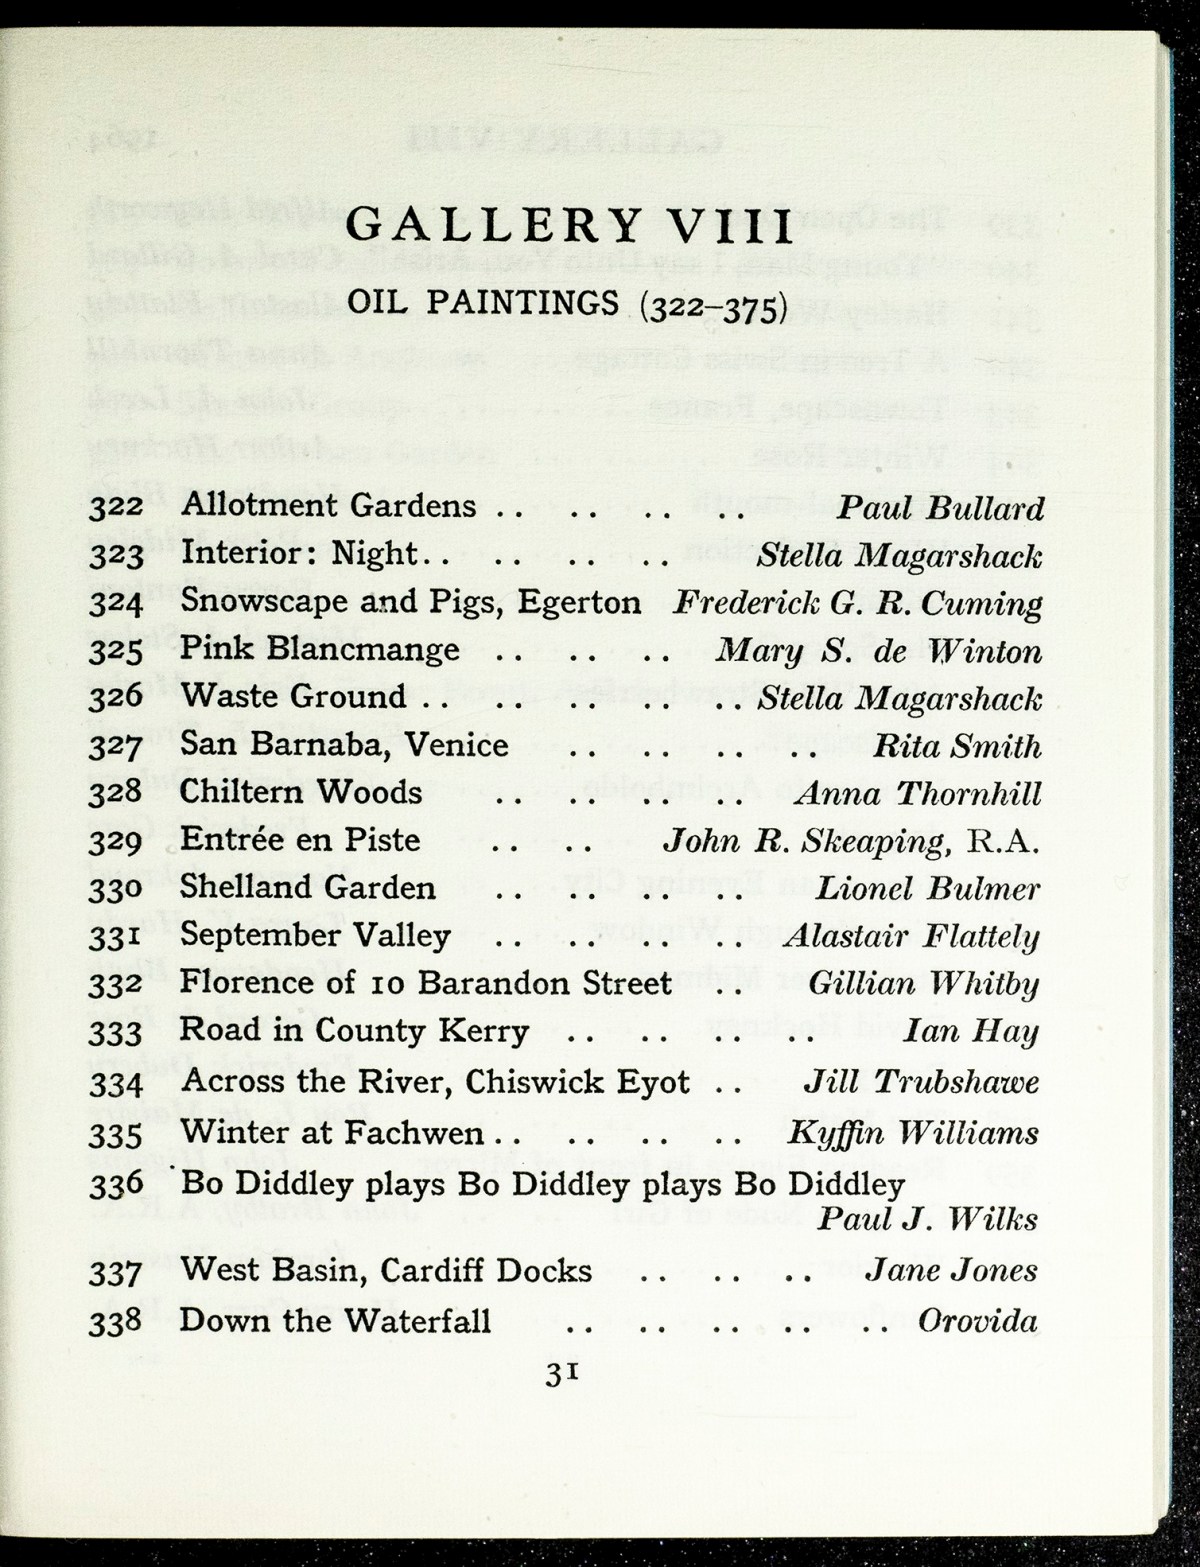 GALLERY VIII
OIL PAINTINGS (322–375)
322 Allotment Gardens .. .. .. .. Paul Bullard
323 Interior: Night.. .. .. .. Stella Magarshack
324 Snowscape and Pigs, Egerton Frederick G. R. Cuming
325 Pink Blancmange .. .. .. Mary S. de Winton
326 Waste Ground .. .. .. .. .. Stella Magarshack
327 San Barnaba, Venice .. .. .. .. Rita Smith
328 Chiltern Woods .. .. .. .. Anna Thornhill
329 Entrée en Piste .. .. John R. Skeaping, R.A.
330 Shelland Garden .. .. .. .. Lionel Bulmer
331 September Valley .. .. .. .. Alastair Flattely
332 Florence of 10 Barandon Street .. Gillian Whitby
333 Road in County Kerry .. .. .. .. Ian Hay
334 Across the River, Chiswick Eyot .. Jill Trubshawe
335 Winter at Fachwen .. .. .. .. Kyffin Williams
336 Bo Diddley plays Bo Diddley plays Bo Diddley
Paul J. Wilks
337 West Basin, Cardiff Docks .. .. .. Jane Jones
338 Down the Waterfall .. .. .. .. .. Orovida
31